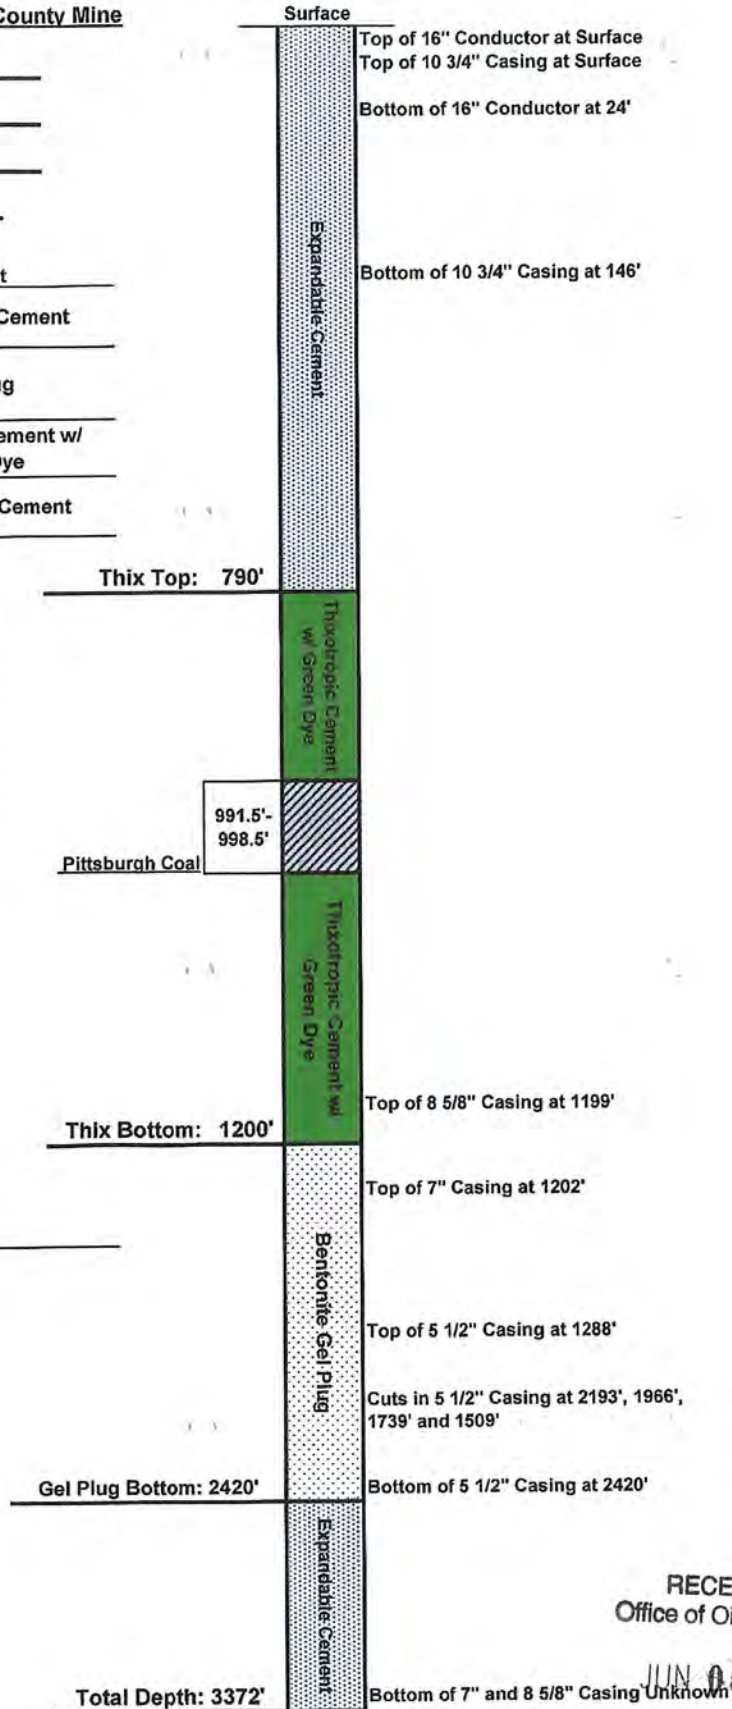 County Mine
Surface
Top of 16" Conductor at Surface
Top of 10 3/4" Casing at Surface
Bottom of 16" Conductor at 24'
Expandable Cement
Bottom of 10 3/4" Casing at 146'
t
Cement
g
ement w/
ye
Cement
Thix Top: 790'
Thixotropic Cement
w/ Green Dye
991.5'-
998.5'
Pittsburgh Coal
Thixotropic Cement w/
Green Dye
Top of 8 5/8" Casing at 1199'
Thix Bottom: 1200'
Top of 7" Casing at 1202'
Bentonite Gel Plug
Top of 5 1/2" Casing at 1288'
Cuts in 5 1/2" Casing at 2193', 1966',
1739' and 1509'
Gel Plug Bottom: 2420'
Bottom of 5 1/2" Casing at 2420'
Expandable Cement
RECE
Office of Oi
JUN 0
Total Depth: 3372'
Bottom of 7" and 8 5/8" Casing Unknown